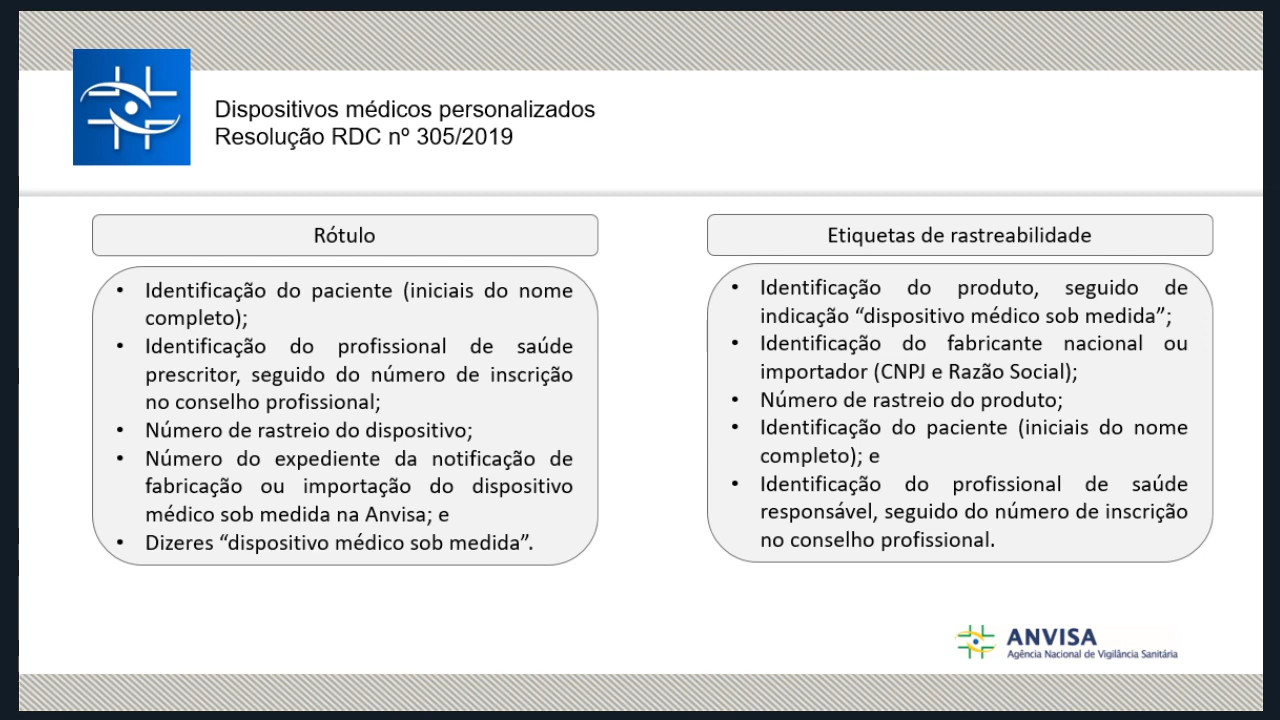 Dispositivos médicos personalizados
Resolução RDC nº 305/2019
Rótulo
Identificação do paciente (iniciais do nome
completo);
Identificação do profissional de saúde
prescritor, seguido do número de inscrição
no conselho profissional;
Número de rastreio do dispositivo;
Número do expediente da notificação de
fabricação ou importação do dispositivo
médico sob medida na Anvisa; e
Dizeres “dispositivo médico sob medida”.
Etiquetas de rastreabilidade
Identificação do produto, seguido de
indicação “dispositivo médico sob medida”;
Identificação do fabricante nacional ou
importador (CNPJ e Razão Social);
Número de rastreio do produto;
Identificação do paciente (iniciais do nome
completo); e
Identificação do profissional de saúde
responsável, seguido do número de inscrição
no conselho profissional.
ANVISA
Agência Nacional de Vigilância Sanitária